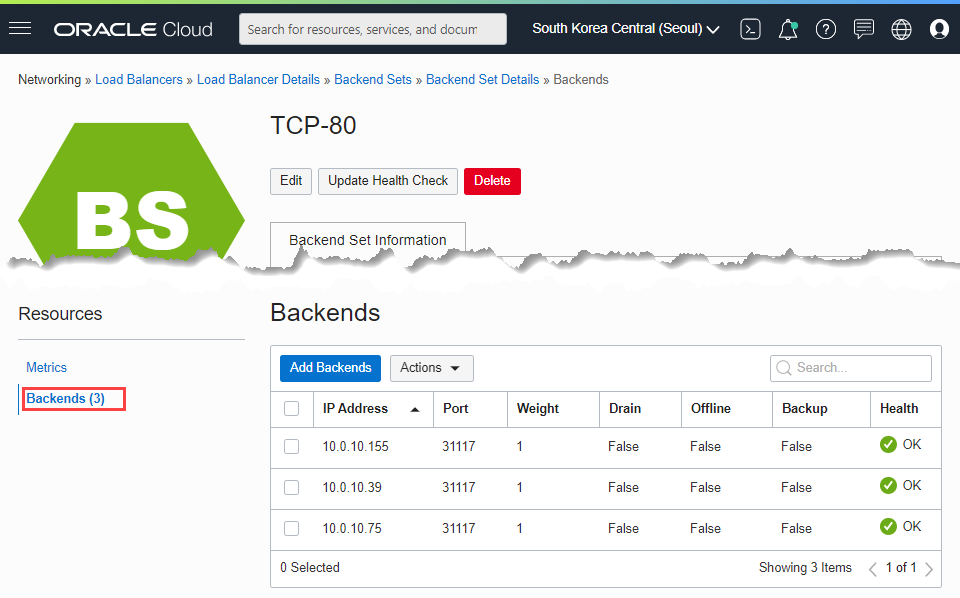 ORACLE Cloud
Search for resources, services, and docum
South Korea Central (Seoul)
Networking » Load Balancers » Load Balancer Details » Backend Sets » Backend Set Details » Backends
BS
TCP-80
Edit Update Health Check Delete
Backend Set Information
Resources
Metrics
Backends (3)
Backends
Add Backends Actions Search...
IP Address Port Weight Drain Offline Backup Health
10.0.10.155 31117 1 False False False OK
10.0.10.39 31117 1 False False False OK
10.0.10.75 31117 1 False False False OK
0 Selected Showing 3 Items 1 of 1